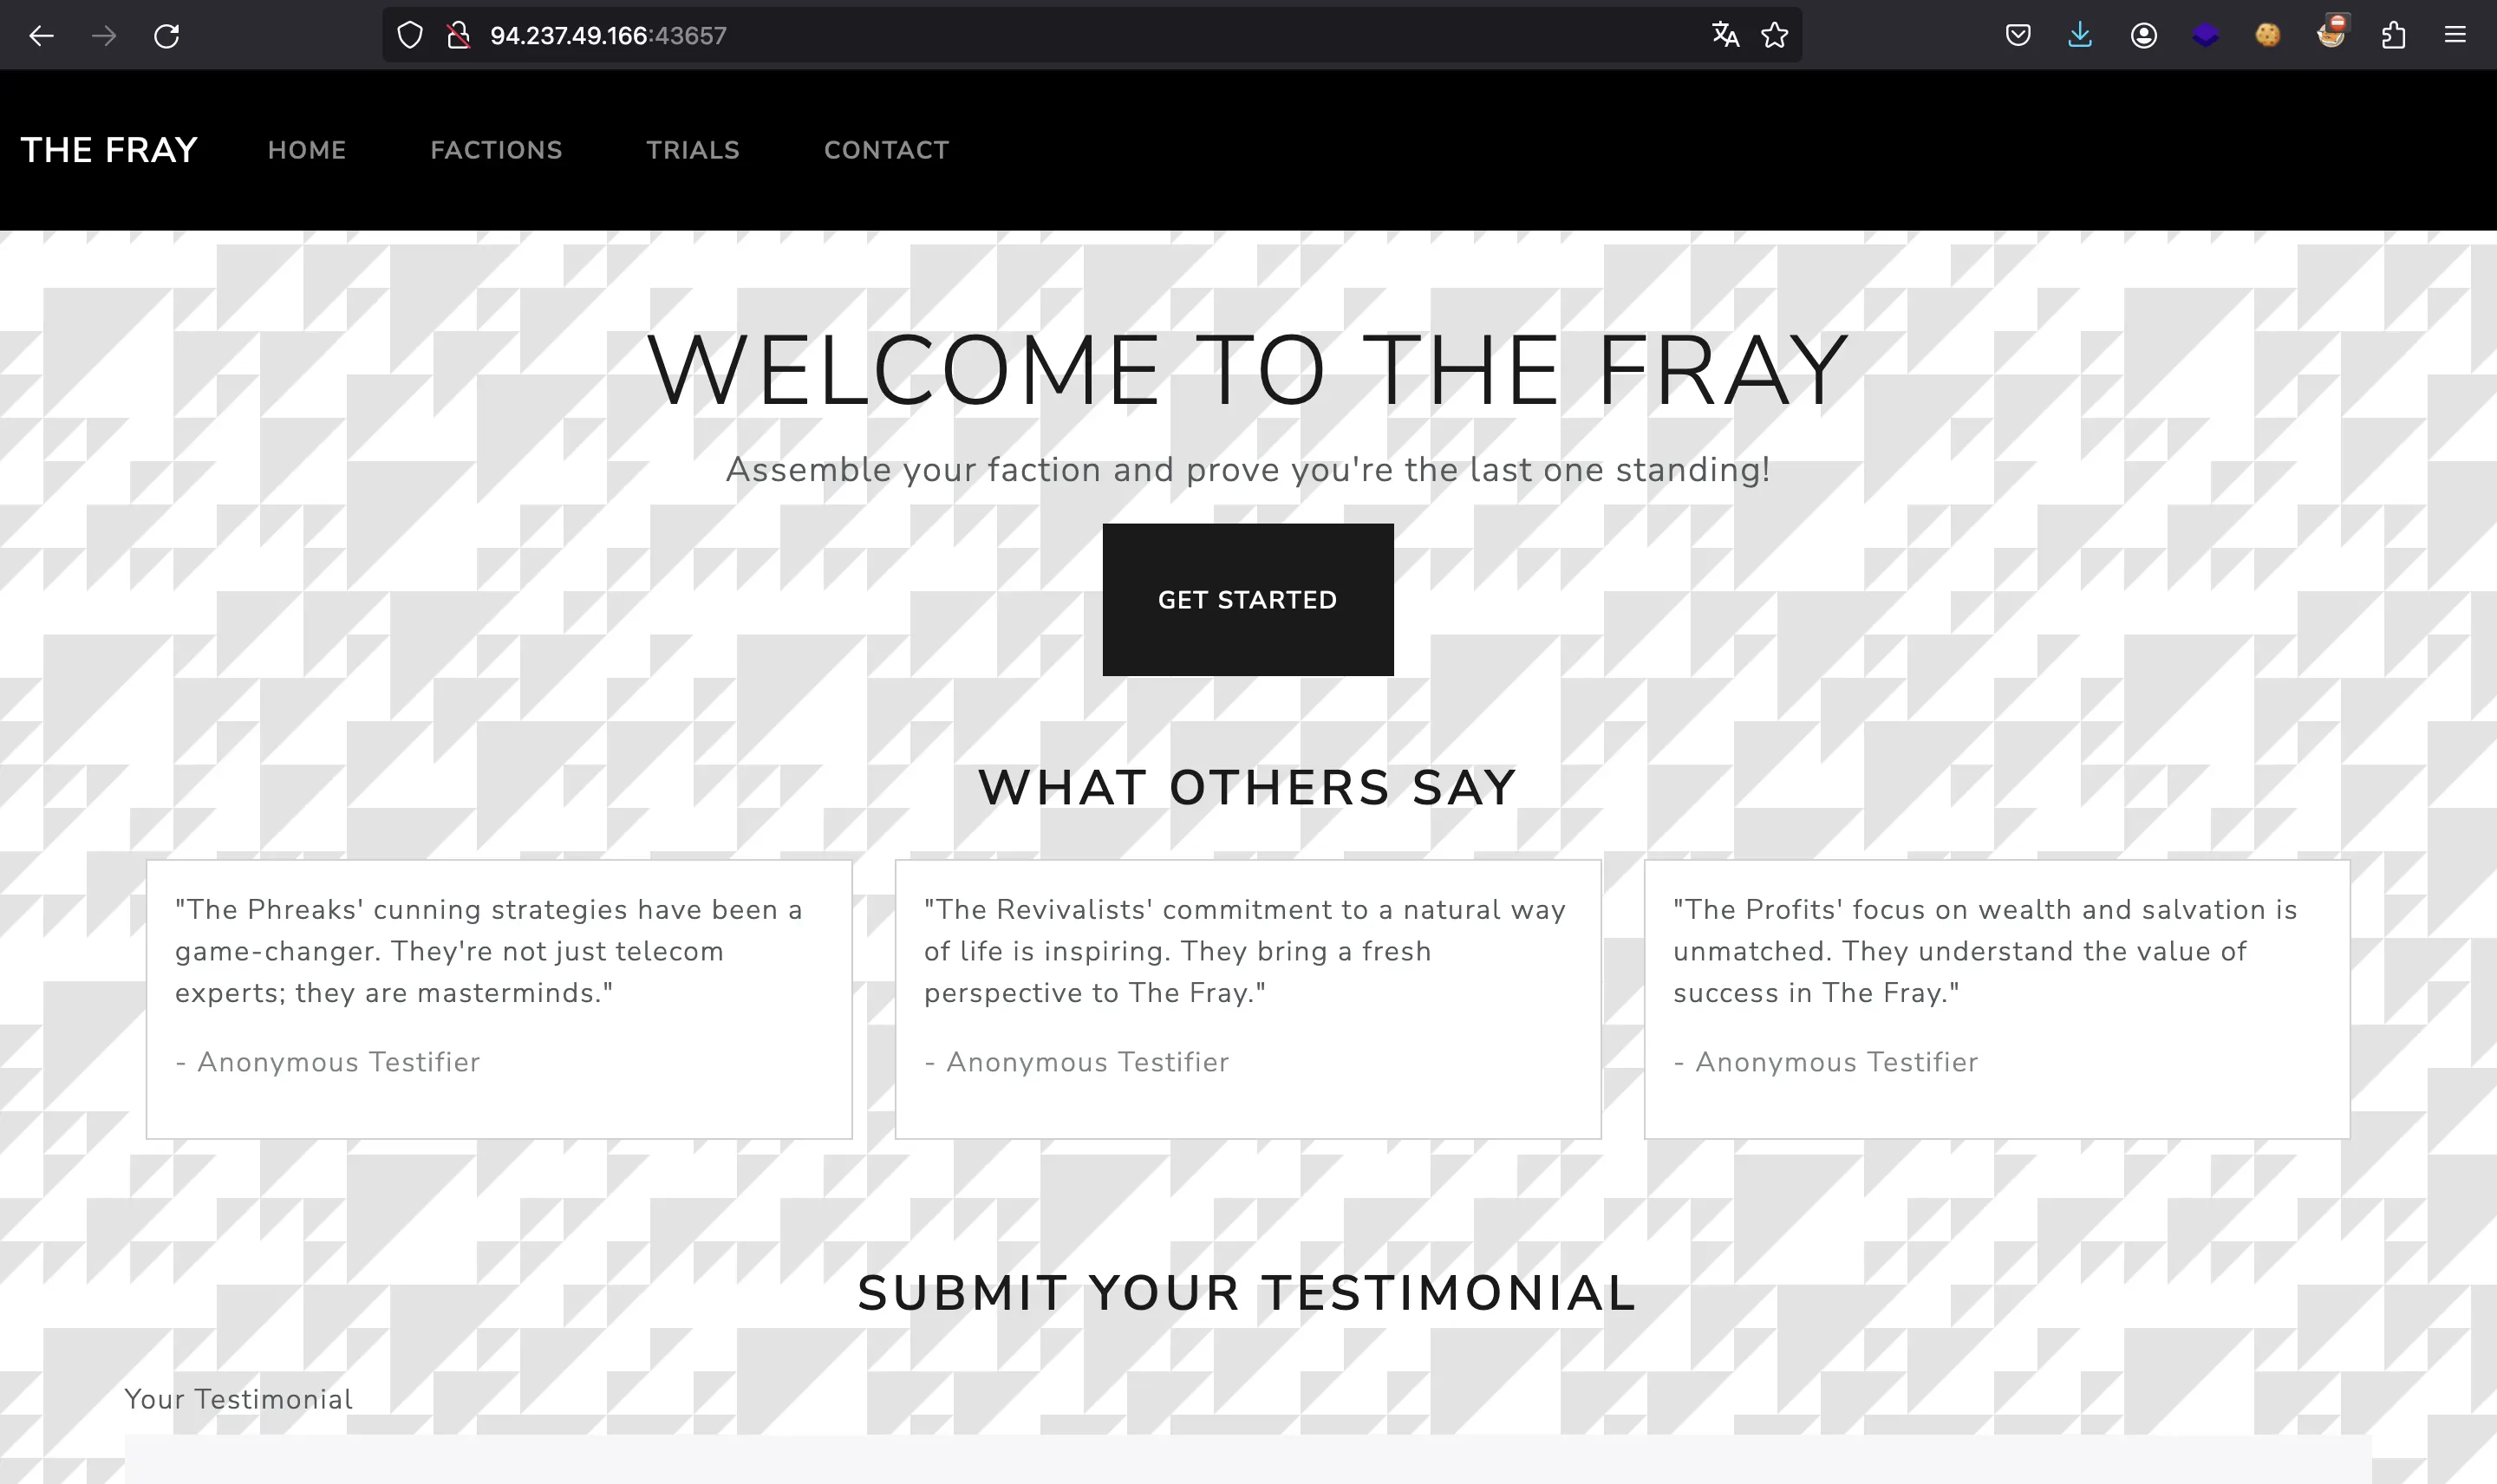 94.237.49.166:43657
THE FRAY HOME FACTIONS TRIALS CONTACT
WELCOME TO THE FRAY
Assemble your faction and prove you're the last one standing!
GET STARTED
WHAT OTHERS SAY
"The Phreaks' cunning strategies have been a
game-changer. They're not just telecom
experts; they are masterminds."
- Anonymous Testifier
"The Revivalists' commitment to a natural way
of life is inspiring. They bring a fresh
perspective to The Fray."
- Anonymous Testifier
"The Profits' focus on wealth and salvation is
unmatched. They understand the value of
success in The Fray."
- Anonymous Testifier
SUBMIT YOUR TESTIMONIAL
Your Testimonial